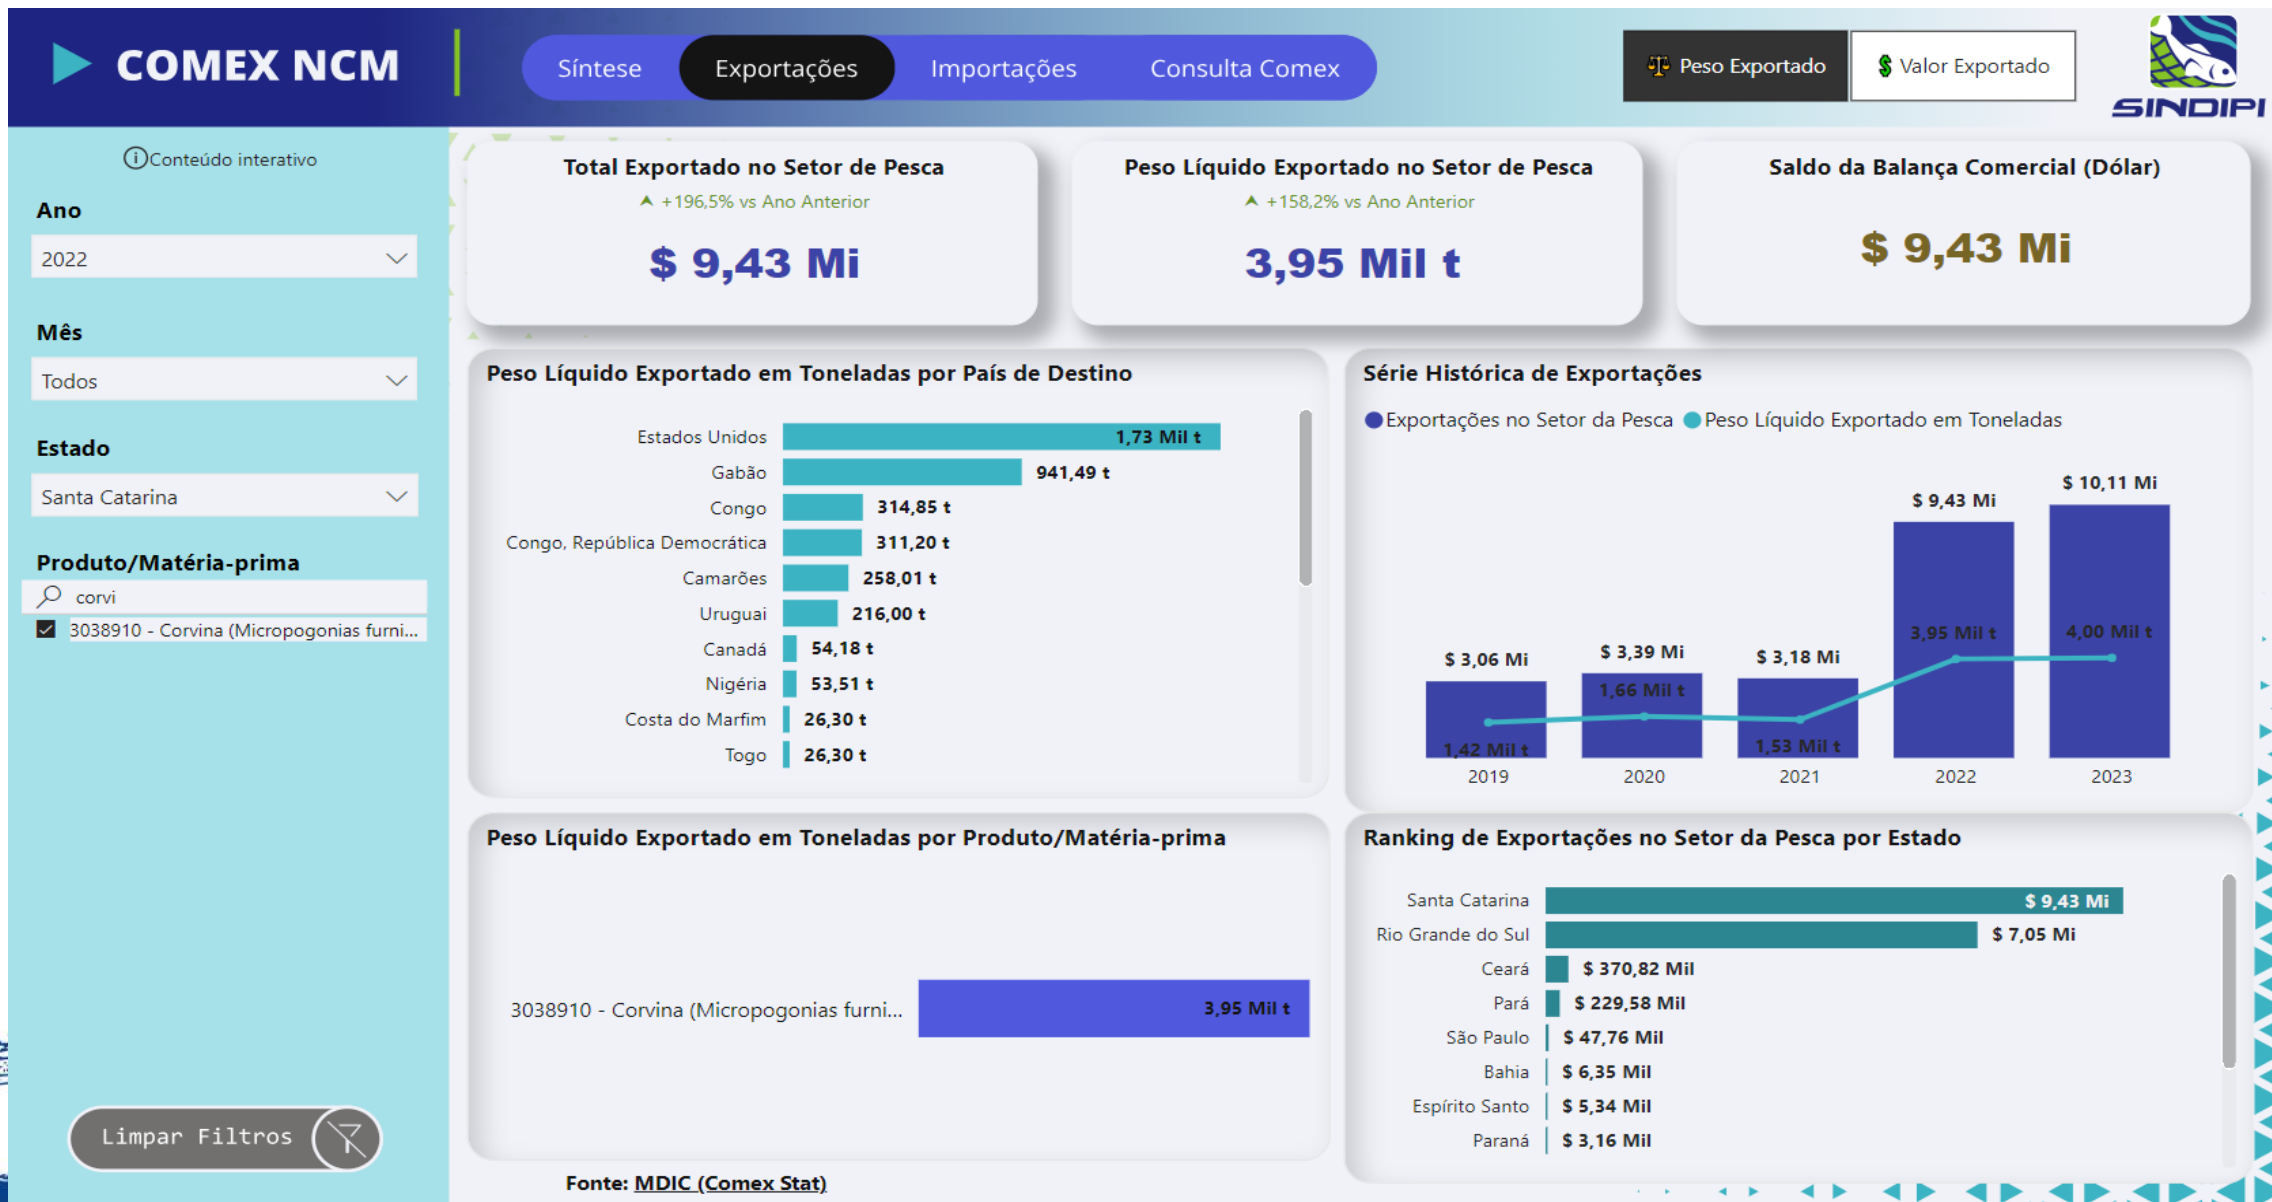 COMEX NCM
Síntese
Exportações
Importações
Consulta Comex
Peso Exportado
$ Valor Exportado
SINDIPI
Conteúdo interativo
Ano
2022
Mês
Todos
Estado
Santa Catarina
Produto/Matéria-prima
corvi
3038910 - Corvina (Micropogonias furni...
Limpar Filtros
Total Exportado no Setor de Pesca
+196,5% vs Ano Anterior
$ 9,43 Mi
Peso Líquido Exportado no Setor de Pesca
+158,2% vs Ano Anterior
3,95 Mil t
Saldo da Balança Comercial (Dólar)
$ 9,43 Mi
Peso Líquido Exportado em Toneladas por País de Destino
Estados Unidos 1,73 Mil t
Gabão 941,49 t
Congo 314,85 t
Congo, República Democrática 311,20 t
Camarões 258,01 t
Uruguai 216,00 t
Canadá 54,18 t
Nigéria 53,51 t
Costa do Marfim 26,30 t
Togo 26,30 t
Série Histórica de Exportações
Exportações no Setor da Pesca Peso Líquido Exportado em Toneladas
$ 3,06 Mi $ 3,39 Mi $ 3,18 Mi $ 9,43 Mi $ 10,11 Mi
1,42 Mil t 1,66 Mil t 1,53 Mil t 3,95 Mil t 4,00 Mil t
2019 2020 2021 2022 2023
Peso Líquido Exportado em Toneladas por Produto/Matéria-prima
3038910 - Corvina (Micropogonias furni... 3,95 Mil t
Ranking de Exportações no Setor da Pesca por Estado
Santa Catarina $ 9,43 Mi
Rio Grande do Sul $ 7,05 Mi
Ceará $ 370,82 Mil
Pará $ 229,58 Mil
São Paulo $ 47,76 Mil
Bahia $ 6,35 Mil
Espírito Santo $ 5,34 Mil
Paraná $ 3,16 Mil
Fonte: MDIC (Comex Stat)